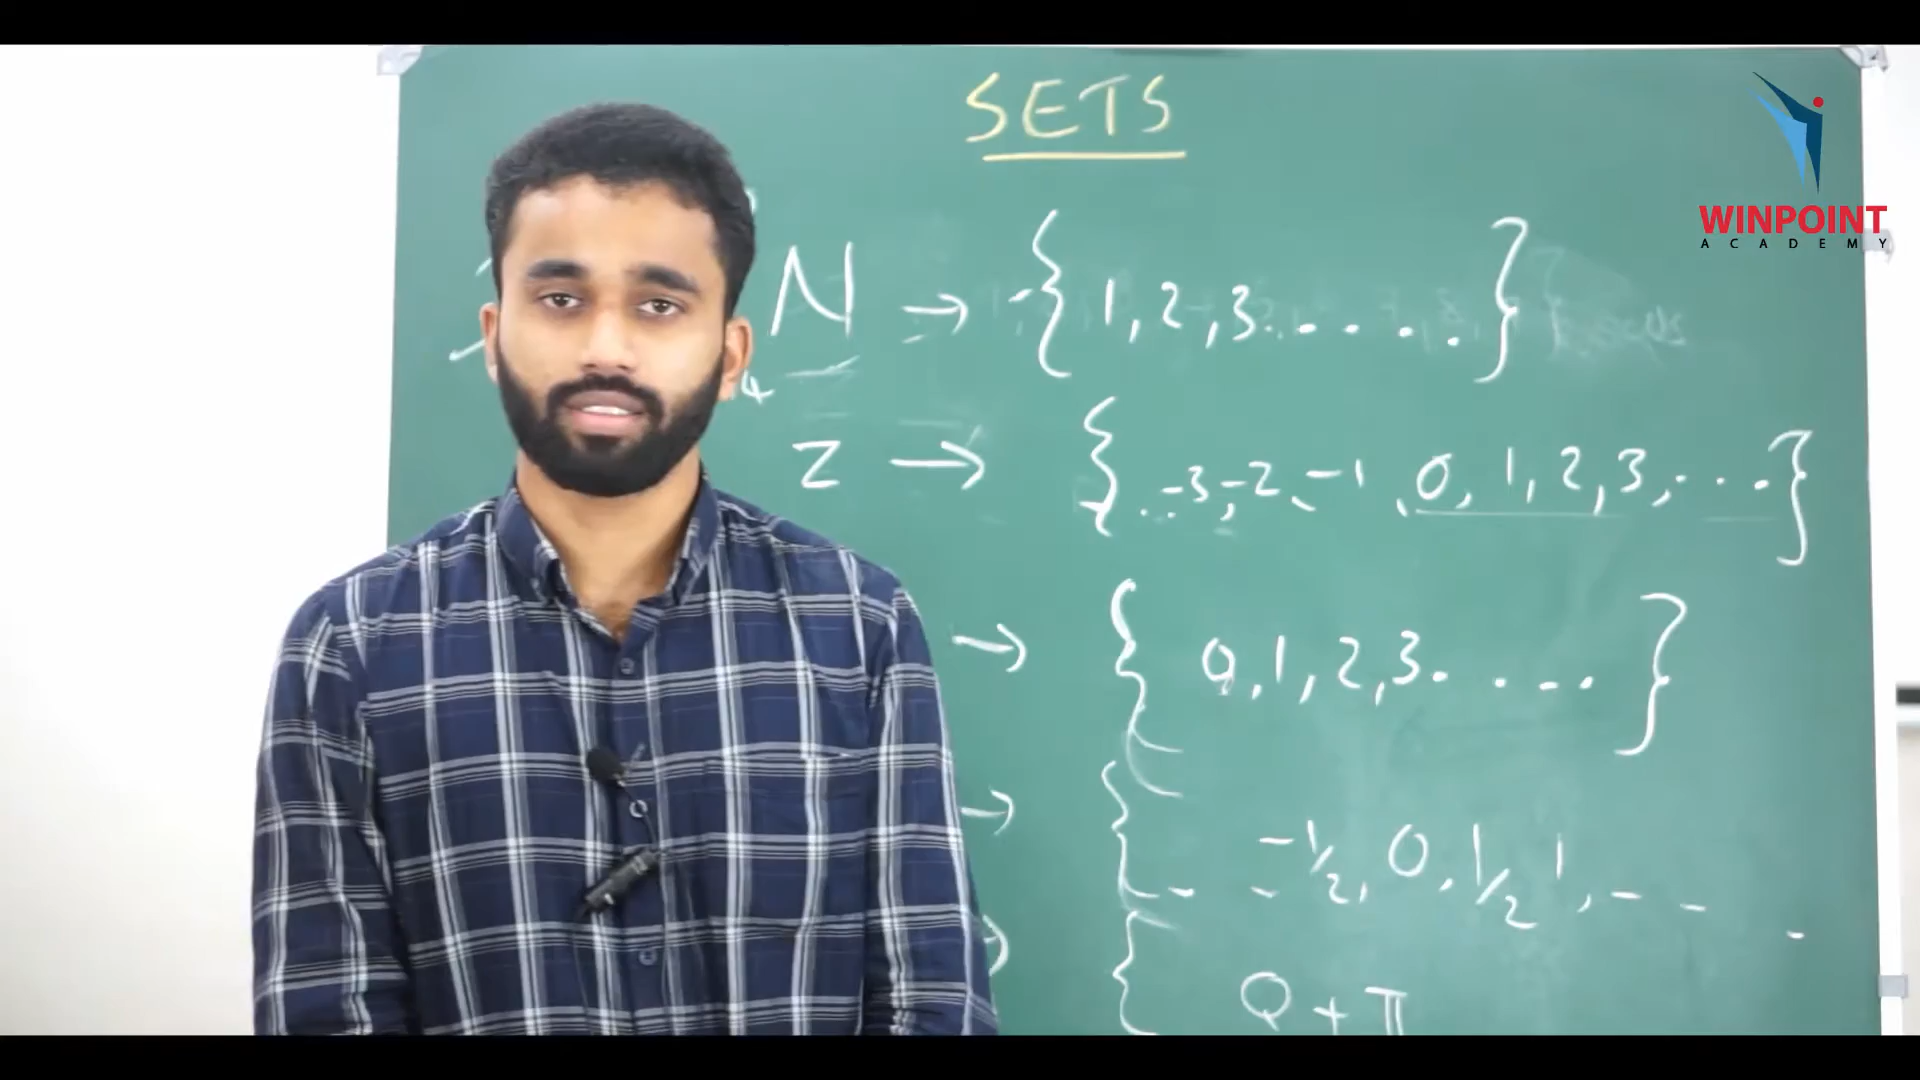 SETS
WINPOINT
ACADEMY
N → { 1, 2, 3 . . . . . }
4
Z → { . . -3, -2, -1, 0, 1, 2, 3, . . . }
→ { 0, 1, 2, 3 . . . . }
→ { - - -1/2, 0, 1/2, 1, - - -
{ Q + π